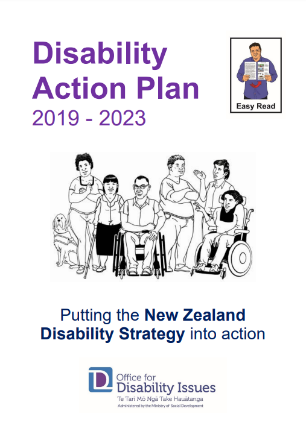 Disability
Action Plan
2019 - 2023
Easy Read
Putting the New Zealand
Disability Strategy into action
Office for
Disability Issues
Te Tari Mō Ngā Take Hauātanga
Administered by the Ministry of Social Development